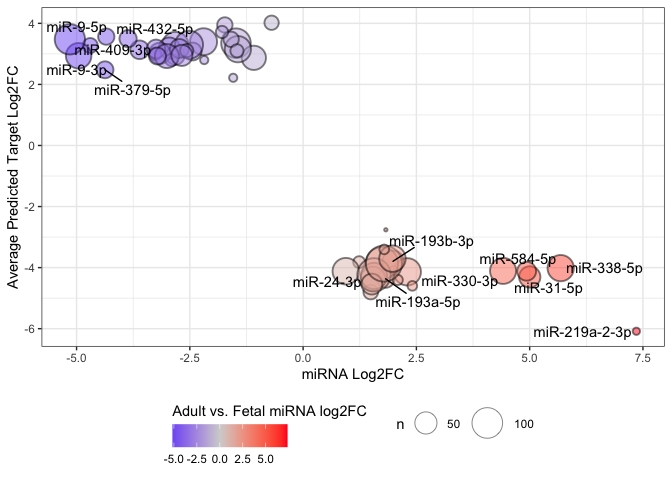 4
2
0
-2
-4
-6
Average Predicted Target Log2FC
miR-9-5p
miR-432-5p
miR-409-3p
miR-9-3p
miR-379-5p
miR-193b-3p
miR-584-5p
miR-338-5p
miR-24-3p
miR-330-3p
miR-31-5p
miR-193a-5p
miR-219a-2-3p
-5.0 -2.5 0.0 2.5 5.0 7.5
miRNA Log2FC
Adult vs. Fetal miRNA log2FC
-5.0 -2.5 0.0 2.5 5.0
n 50 100